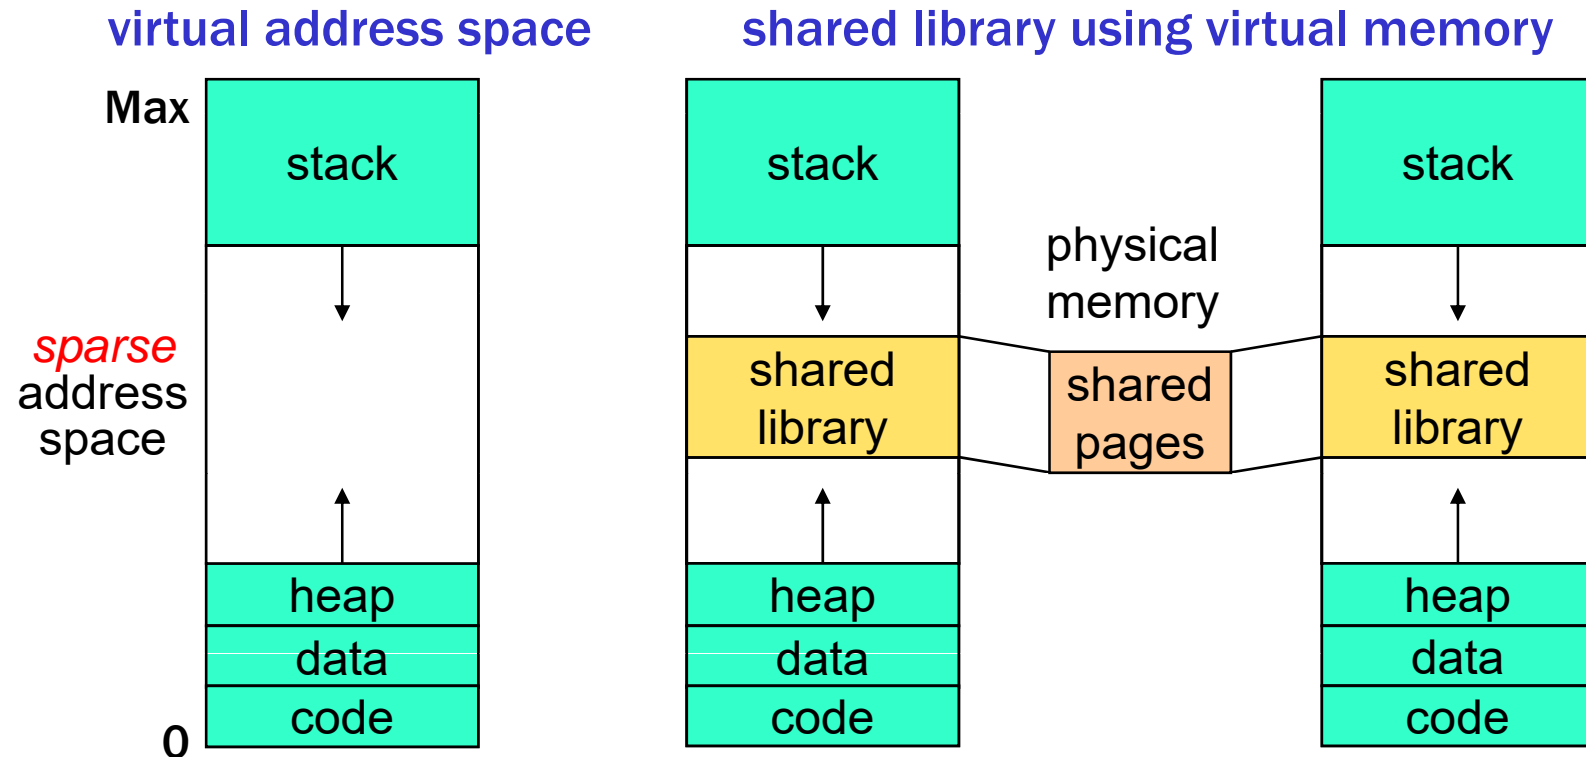 virtual address space
Max
stack
sparse
address
space
heap
data
code
0
shared library using virtual memory
stack
shared
library
heap
data
code
physical
memory
shared
pages
stack
shared
library
heap
data
code